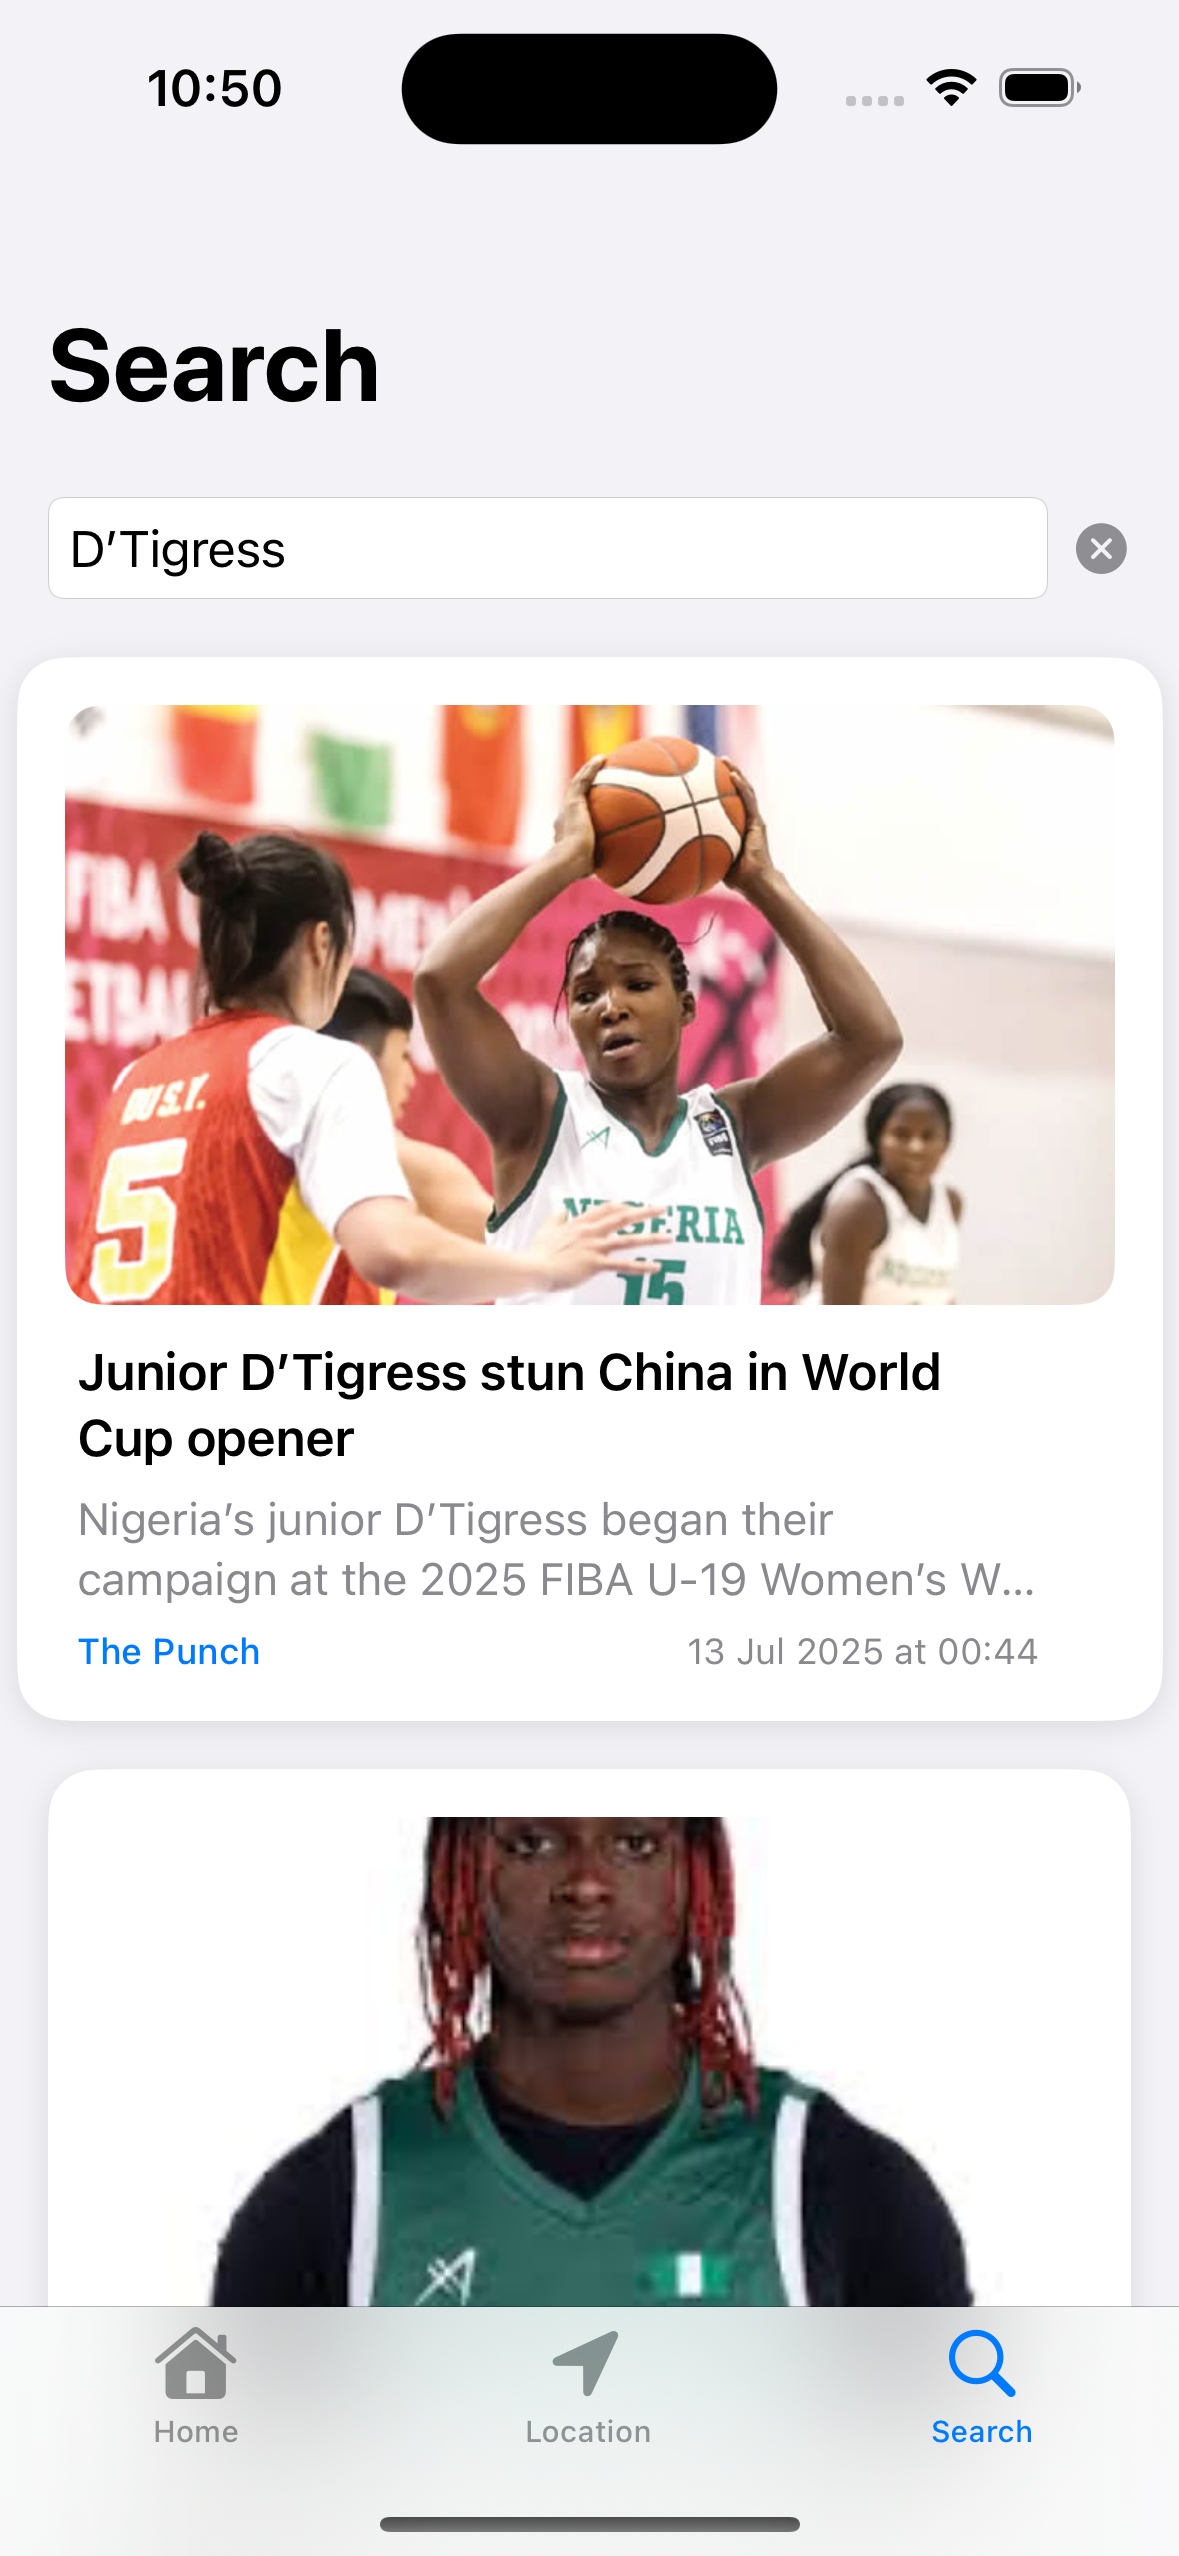 10:50
Search
D’Tigress
FIBA
5
NIGERIA
15
Junior D’Tigress stun China in World
Cup opener
Nigeria’s junior D’Tigress began their
campaign at the 2025 FIBA U-19 Women’s W...
The Punch
13 Jul 2025 at 00:44
Home
Location
Search